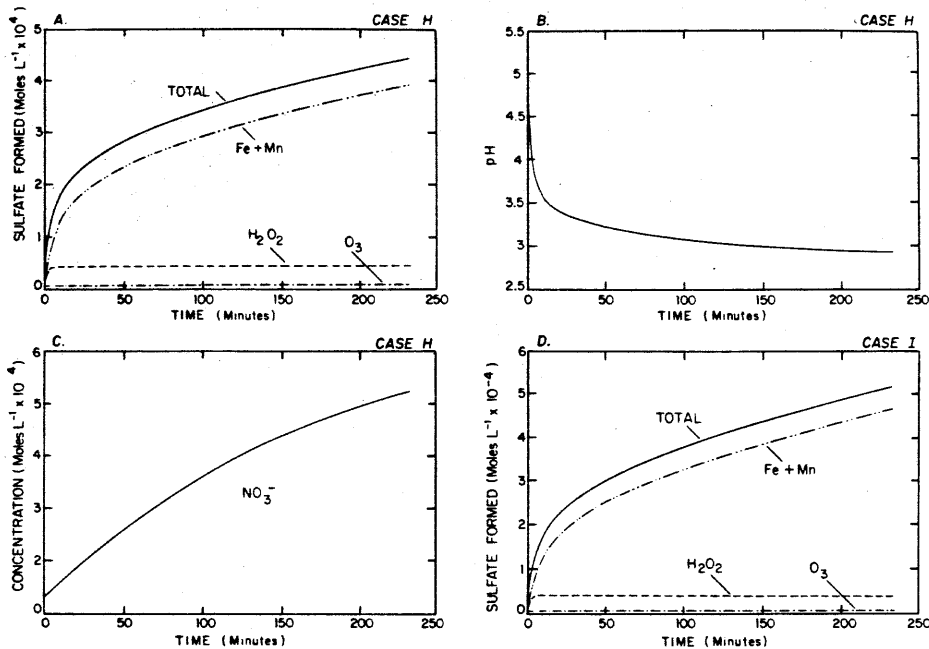 A. CASE H
SULFATE FORMED (Moles L⁻¹ x 10⁴)
5
4
3
2
1
0
TOTAL
Fe + Mn
H₂O₂
O₃
0 50 100 150 200 250
TIME (Minutes)
B. CASE H
pH
5.5
5
4.5
4
3.5
3
2.5
0 50 100 150 200 250
TIME (Minutes)
C. CASE H
CONCENTRATION (Moles L⁻¹ x 10⁴)
6
5
4
3
2
1
0
NO₃⁻
0 50 100 150 200 250
TIME (Minutes)
D. CASE I
SULFATE FORMED (Moles L⁻¹ x 10⁻⁴)
6
5
4
3
2
1
0
TOTAL
Fe + Mn
H₂O₂
O₃
0 50 100 150 200 250
TIME (Minutes)